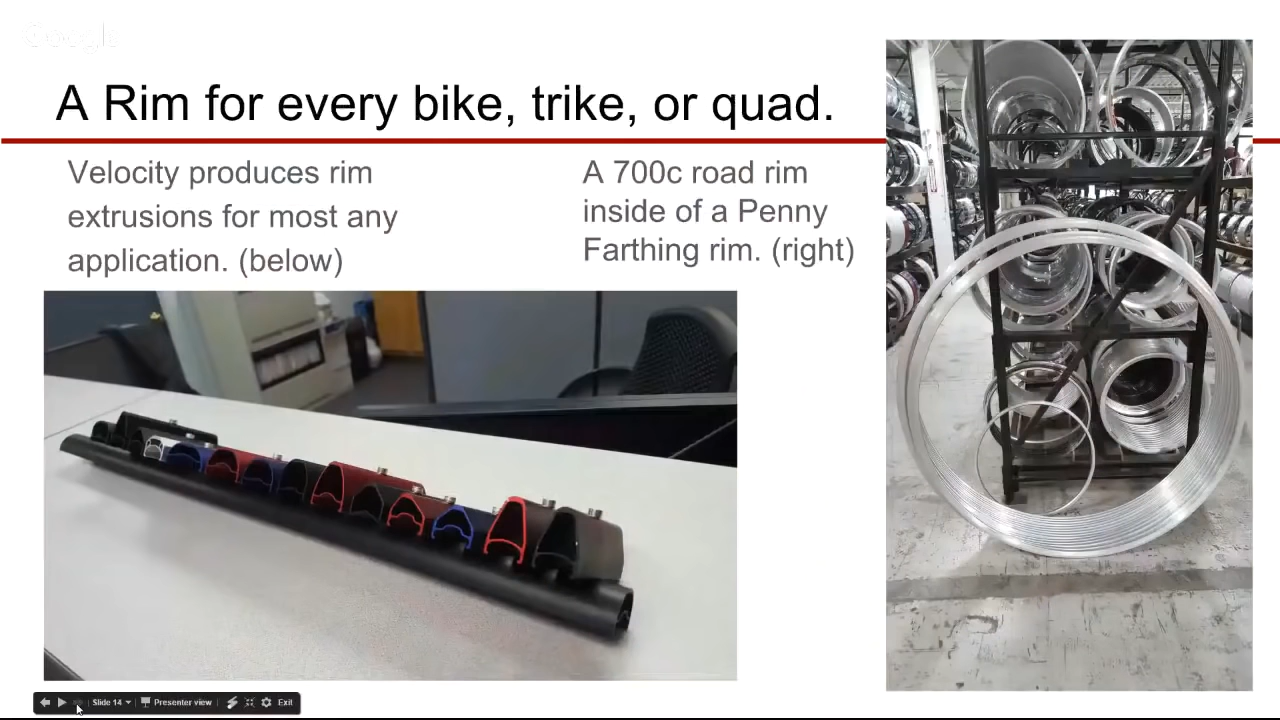 Google
A Rim for every bike, trike, or quad.
Velocity produces rim
extrusions for most any
application. (below)
A 700c road rim
inside of a Penny
Farthing rim. (right)
Slide 14
Presenter view
Exit